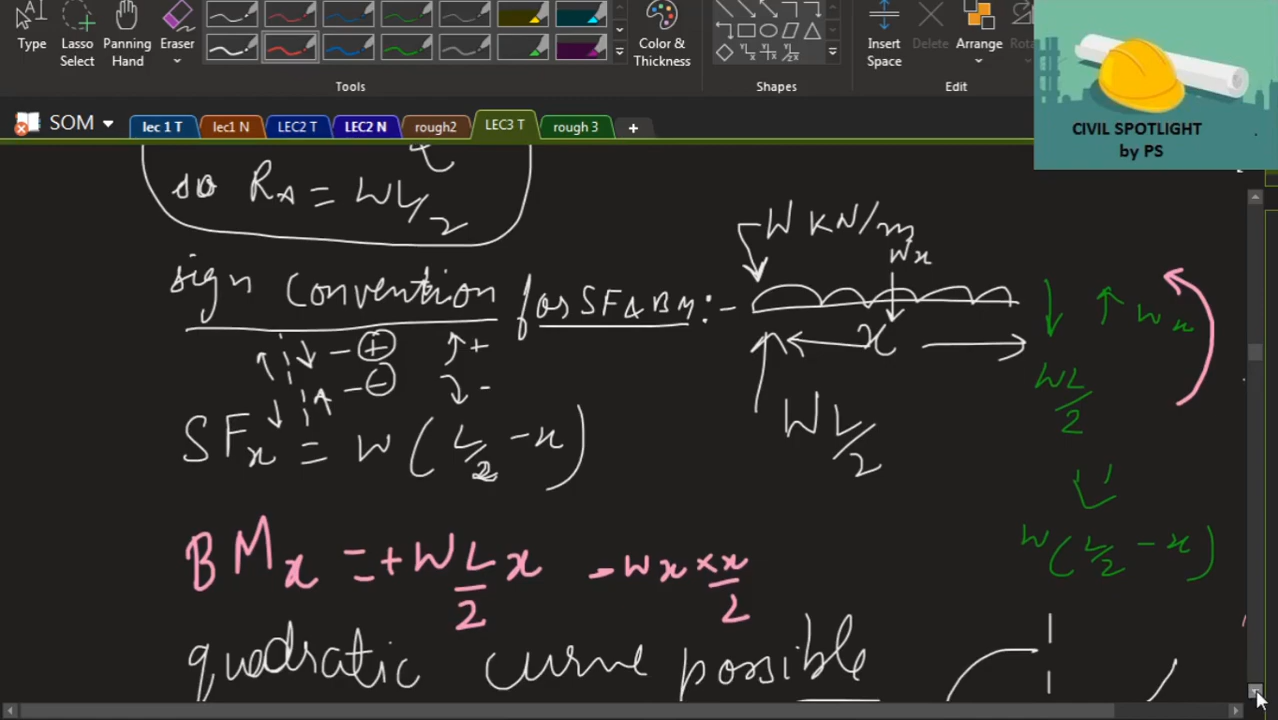 Type
Lasso Select
Panning Hand
Eraser
Color & Thickness
Insert Space
Delete
Arrange
Tools
Shapes
Edit
CIVIL SPOTLIGHT
by PS
SOM
lec 1 T
lec1 N
LEC2 T
LEC2 N
rough2
LEC3 T
rough 3
so RA = WL/2
W KN/m
wx
sign convention for SF & BM :-
↑ ↓ - ⊕
↓ ↑ - ⊖
+
-
x
WL/2
SFx = W (L/2 - x)
WL/2
wx
W (L/2 - x)
BMx = + W L/2 x - wx × x/2
quadratic curve possible